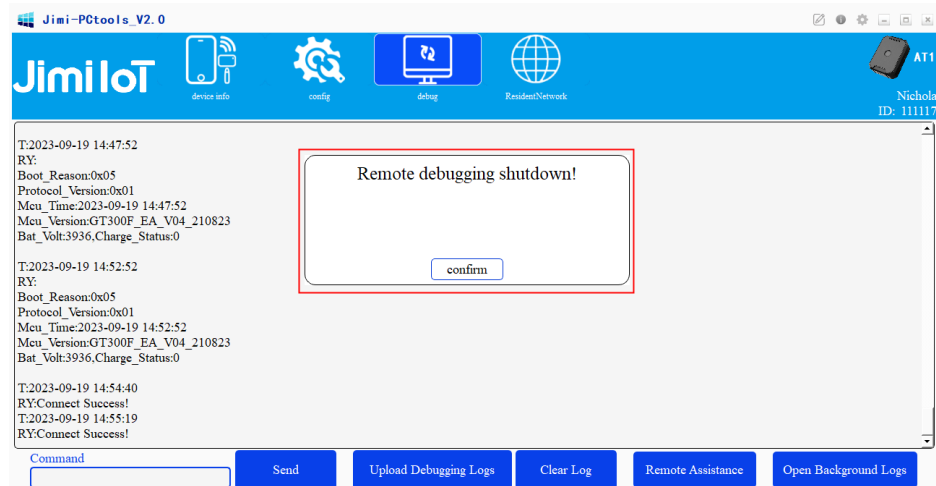 Jimi-PCtools_V2.0
Jimi IoT
device info
config
debug
ResidentNetwork
AT1
Nichola
ID: 111117
T:2023-09-19 14:47:52
RY:
Boot_Reason:0x05
Protocol_Version:0x01
Mcu_Time:2023-09-19 14:47:52
Mcu_Version:GT300F_EA_V04_210823
Bat_Volt:3936,Charge_Status:0
T:2023-09-19 14:52:52
RY:
Boot_Reason:0x05
Protocol_Version:0x01
Mcu_Time:2023-09-19 14:52:52
Mcu_Version:GT300F_EA_V04_210823
Bat_Volt:3936,Charge_Status:0
T:2023-09-19 14:54:40
RY:Connect Success!
T:2023-09-19 14:55:19
RY:Connect Success!
Remote debugging shutdown!
confirm
Command
Send
Upload Debugging Logs
Clear Log
Remote Assistance
Open Background Logs